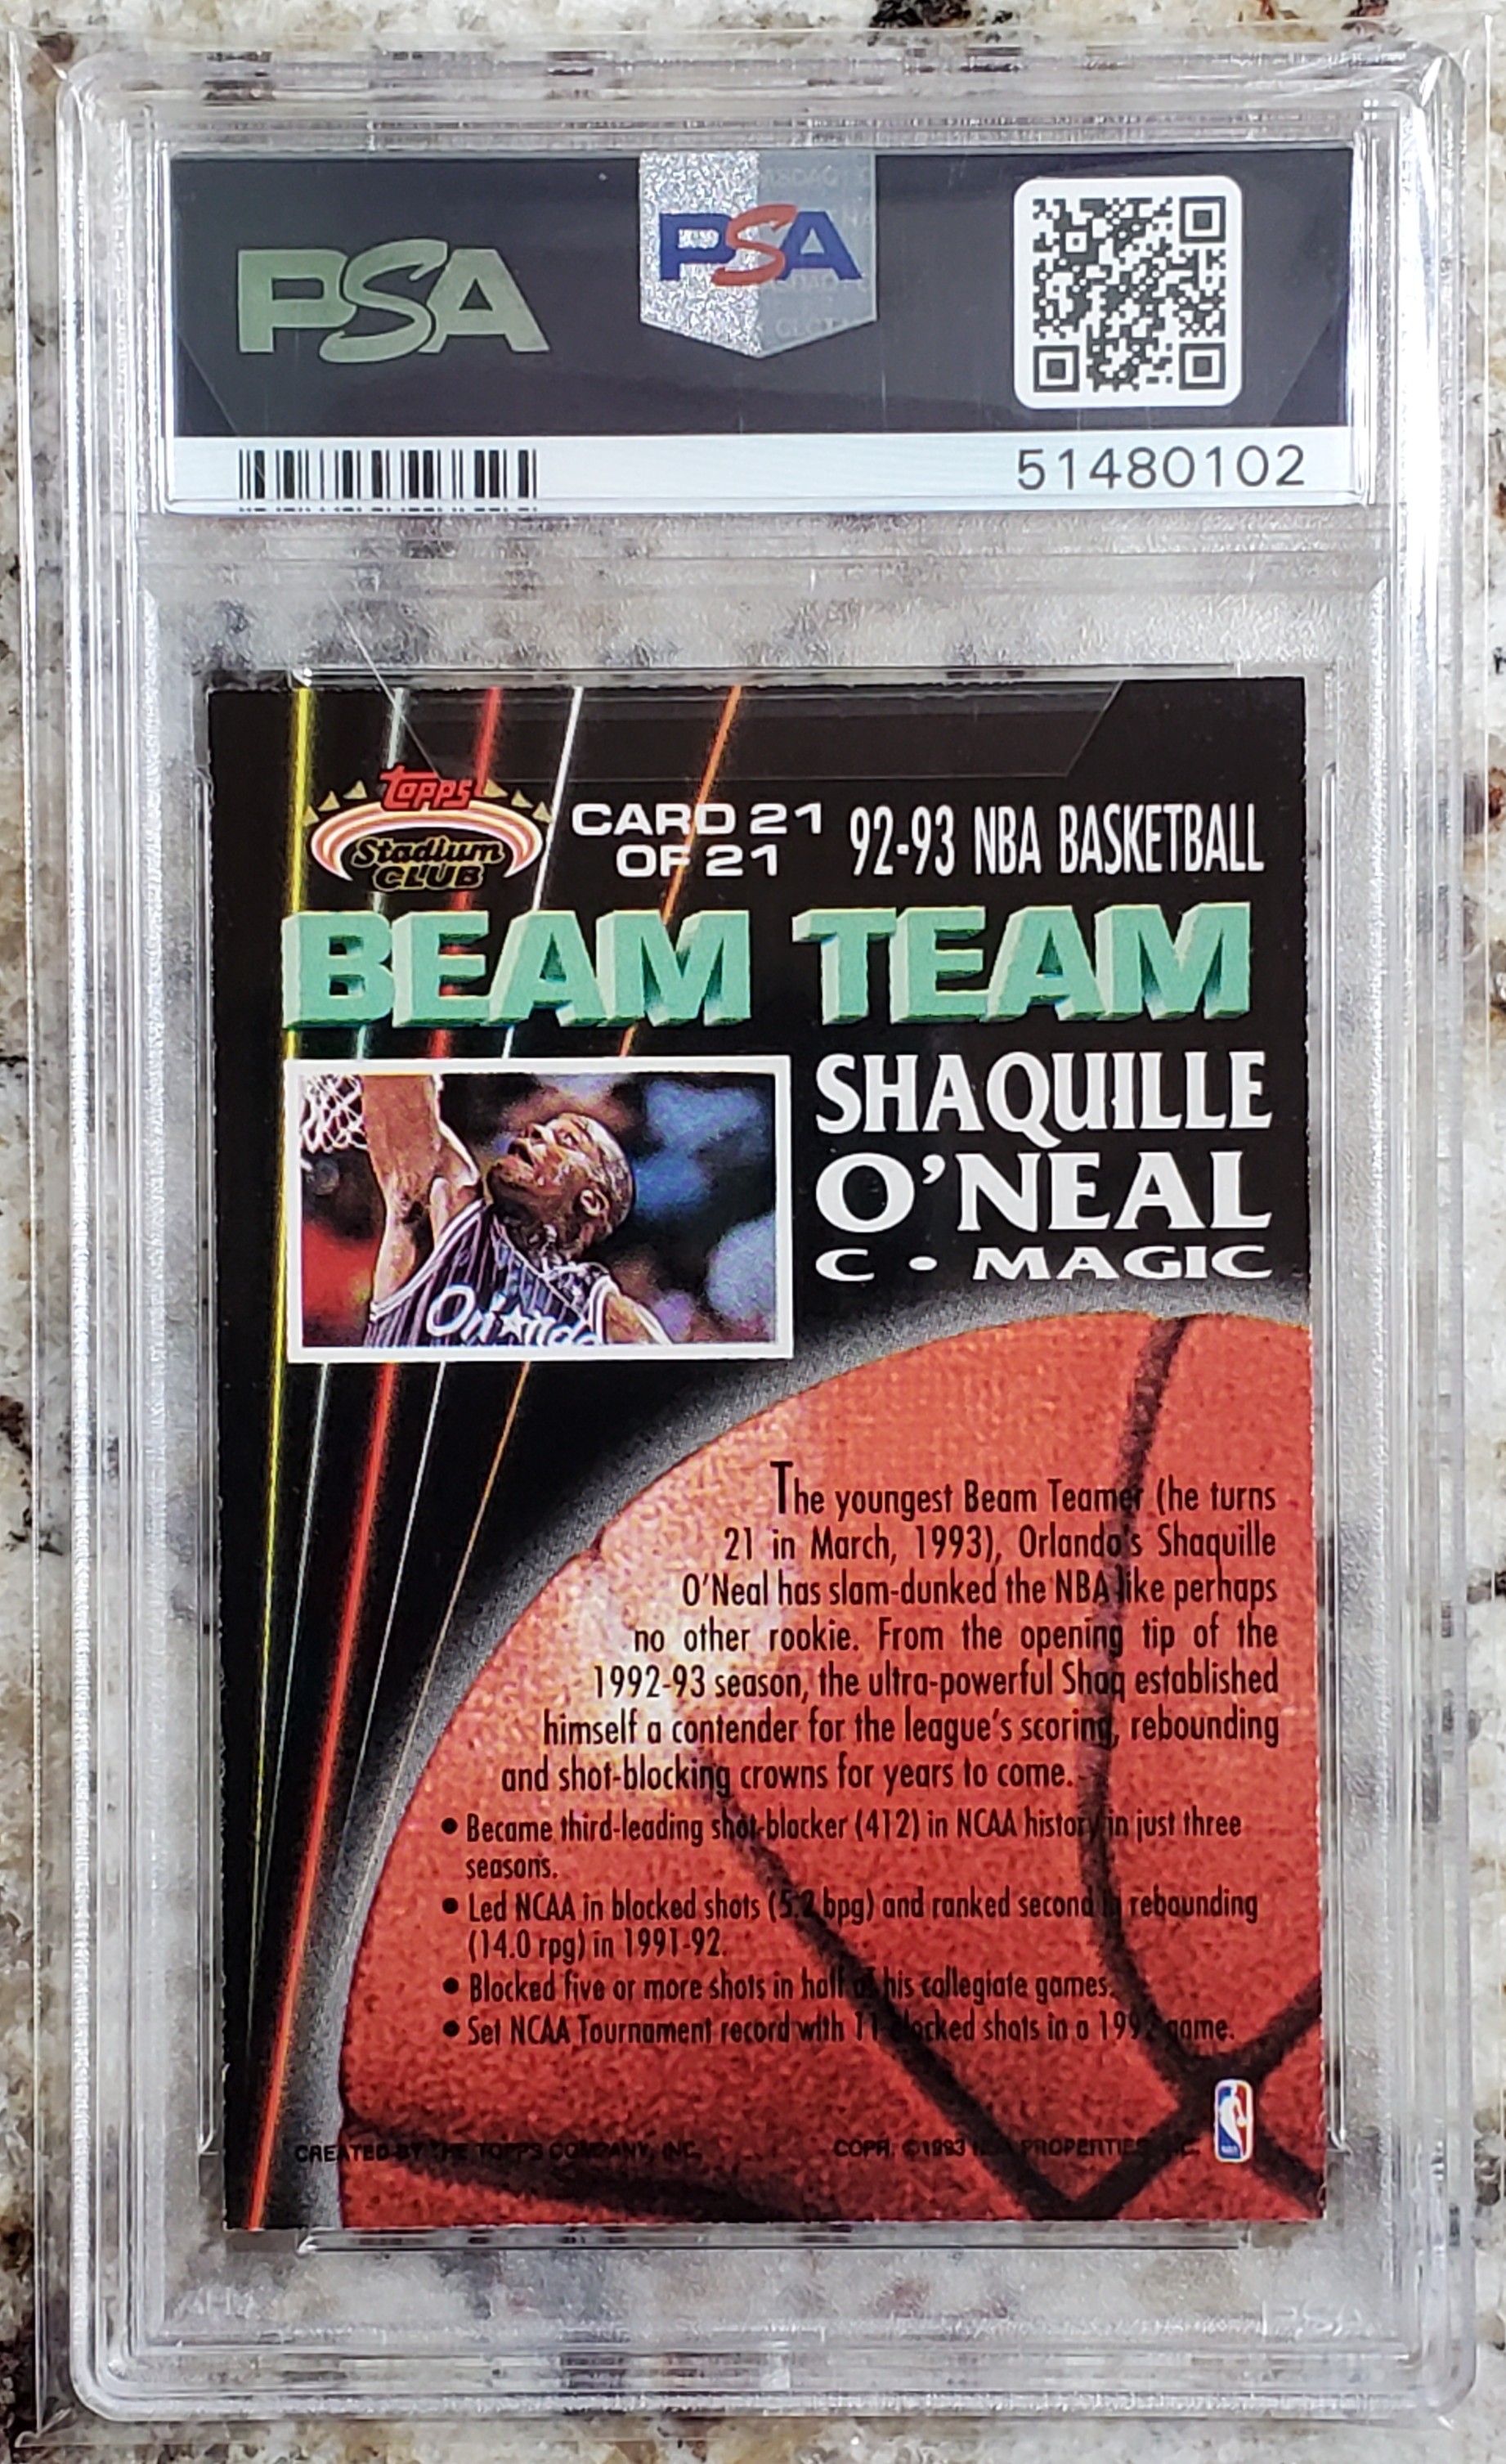 PSA
PSA
51480102
Topps
Stadium
CLUB
CARD 21
OF 21
92-93 NBA BASKETBALL
BEAM TEAM
SHAQUILLE
O'NEAL
C • MAGIC
Orlando
The youngest Beam Teamer (he turns
21 in March, 1993), Orlando's Shaquille
O'Neal has slam-dunked the NBA like perhaps
no other rookie. From the opening tip of the
1992-93 season, the ultra-powerful Shaq established
himself a contender for the league's scoring, rebounding
and shot-blocking crowns for years to come.
• Became third-leading shot-blocker (412) in NCAA history in just three
seasons.
• Led NCAA in blocked shots (5.2 bpg) and ranked second in rebounding
(14.0 rpg) in 1991-92.
• Blocked five or more shots in half of his collegiate games.
• Set NCAA Tournament record with 11 blocked shots in a 1992 game.
CREATED BY THE TOPPS COMPANY, INC.
COPR. ©1993 NBA PROPERTIES, INC.